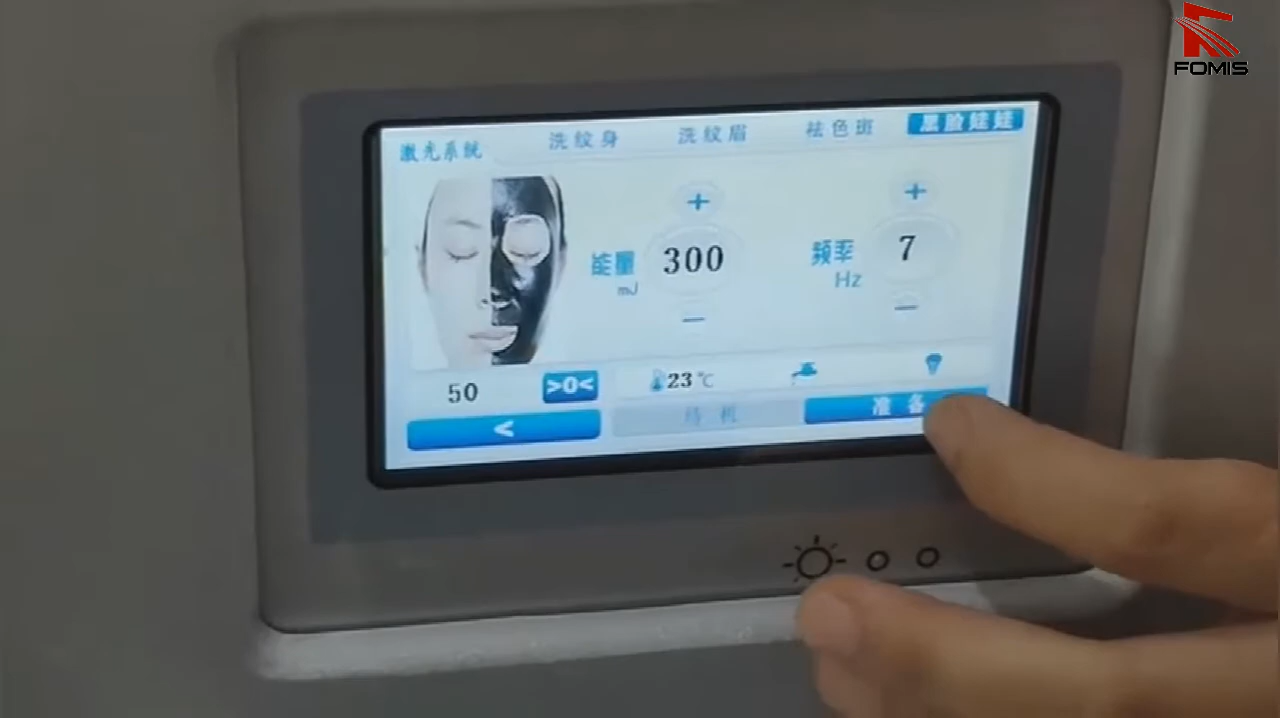 FOMIS
激光系统 洗纹身 洗纹眉 祛色斑 黑脸娃娃
+ +
能量 300 频率 7
mJ Hz
— —
50 >0< 23℃
< 待机 准备